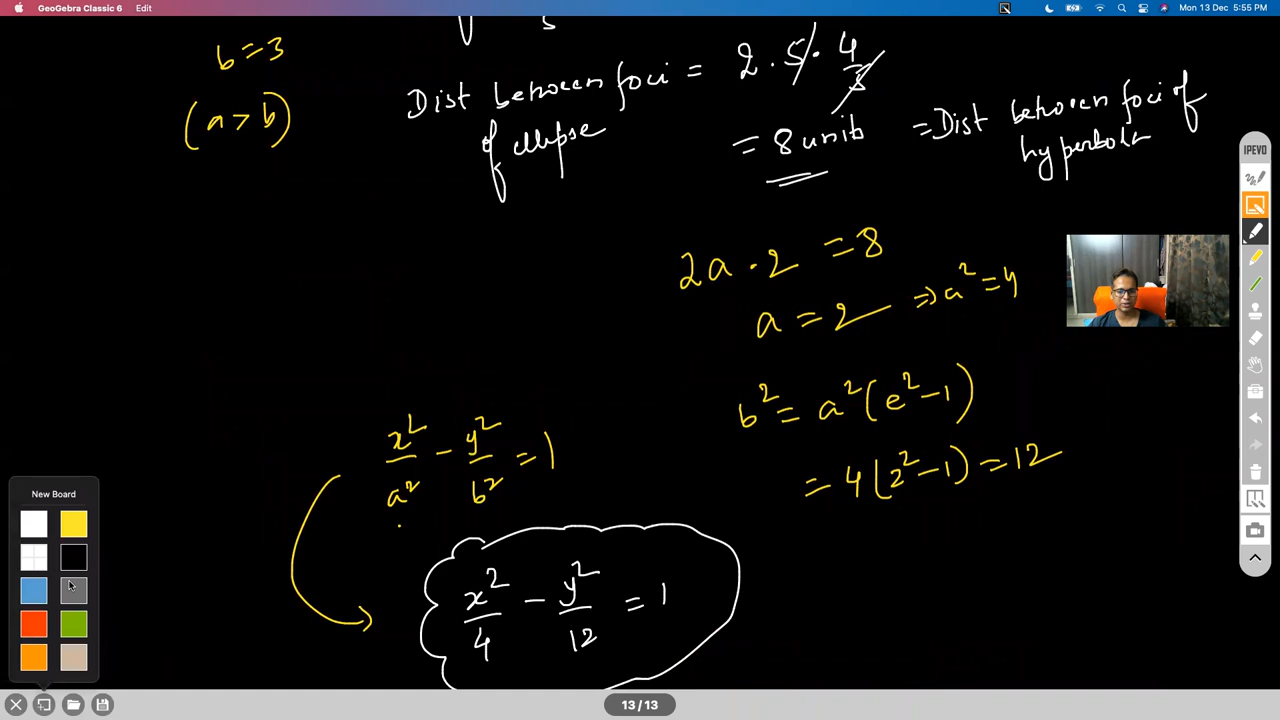 GeoGebra Classic 6 Edit
Mon 13 Dec 5:55 PM
b = 3
(a > b)
Dist between foci = 2 . 5 . 4/5
of ellipse
= 8 units = Dist between foci of
hyperbola
2a . 2 = 8
a = 2 ⇒ a² = 4
b² = a²(e² - 1)
= 4(2² - 1) = 12
x²/a² - y²/b² = 1
x²/4 - y²/12 = 1
IPEVO
New Board
13 / 13